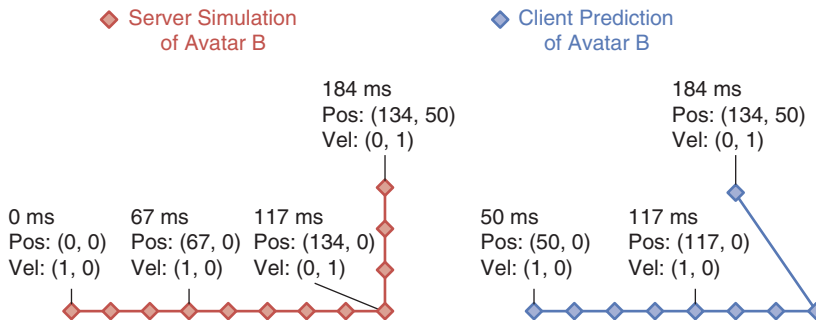 Server Simulation
of Avatar B
Client Prediction
of Avatar B
184 ms
Pos: (134, 50)
Vel: (0, 1)
184 ms
Pos: (134, 50)
Vel: (0, 1)
0 ms
Pos: (0, 0)
Vel: (1, 0)
67 ms
Pos: (67, 0)
Vel: (1, 0)
117 ms
Pos: (134, 0)
Vel: (0, 1)
50 ms
Pos: (50, 0)
Vel: (1, 0)
117 ms
Pos: (117, 0)
Vel: (1, 0)